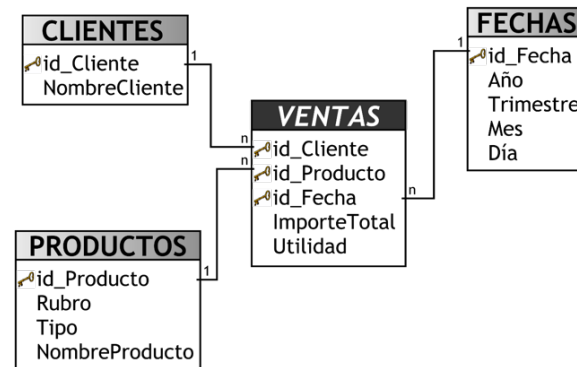 CLIENTES
1
id_Cliente
NombreCliente
FECHAS
1
id_Fecha
Año
Trimestre
Mes
Día
VENTAS
n
id_Cliente
n
id_Producto
id_Fecha
n
ImporteTotal
Utilidad
PRODUCTOS
id_Producto
1
Rubro
Tipo
NombreProducto